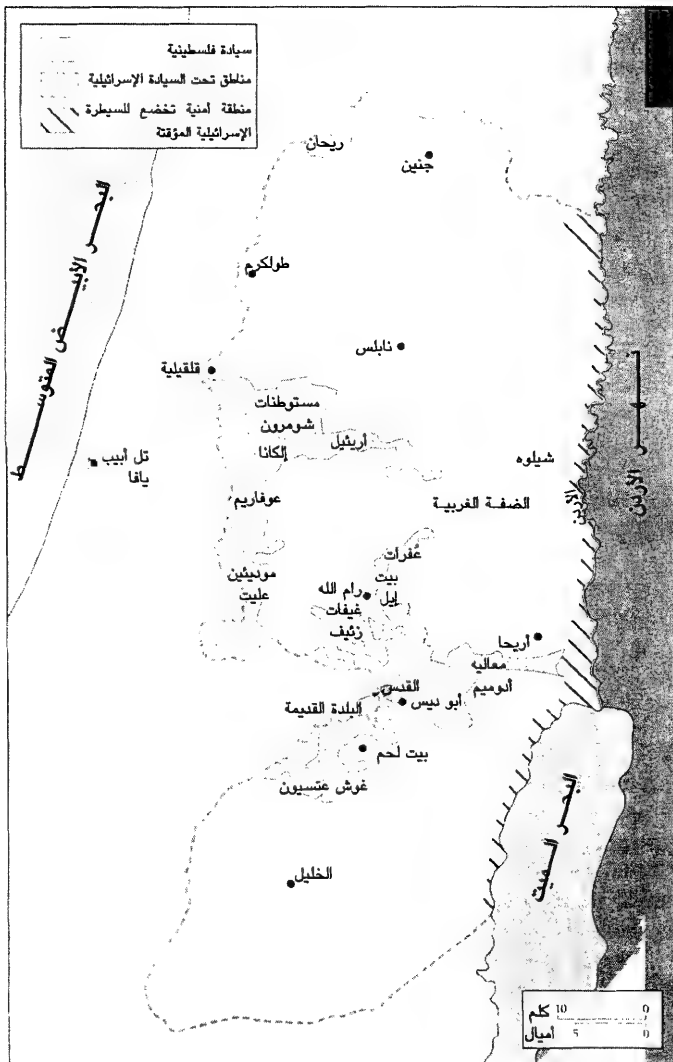 سيادة فلسطينية
مناطق تحت السيادة الإسرائيلية
منطقة أمنية تخضع للسيطرة
الإسرائيلية المؤقتة
البحر الأبيض المتوسط
ريحان
جنين
طولكرم
نابلس
قلقيلية
مستوطنات
شومرون
إلكانا
أريئيل
تل أبيب
يافا
شيلوه
عوفاريم
الضفة الغربية
نهر الأردن
الأردن
عفرات
موديئين
عليت
بيت
إيل
رام الله
غيفات
زئيف
أريحا
معاليه
أدوميم
القدس
أبو ديس
البلدة القديمة
بيت لحم
غوش عتسيون
البحر الميت
الخليل
كلم 10 0
أميال 5 0